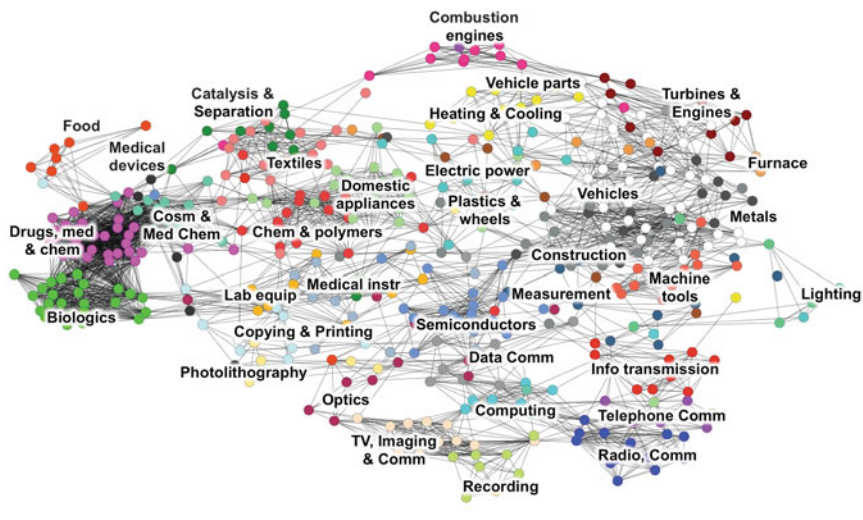 Combustion
engines
Vehicle parts
Turbines &
Engines
Catalysis &
Separation
Heating & Cooling
Food
Medical
devices
Textiles
Electric power
Furnace
Domestic
appliances
Vehicles
Plastics &
wheels
Metals
Cosm &
Med Chem
Drugs, med
& chem
Chem & polymers
Construction
Machine
tools
Medical instr
Lab equip
Measurement
Lighting
Biologics
Copying & Printing
Semiconductors
Data Comm
Photolithography
Info transmission
Optics
Computing
Telephone Comm
TV, Imaging
& Comm
Radio, Comm
Recording